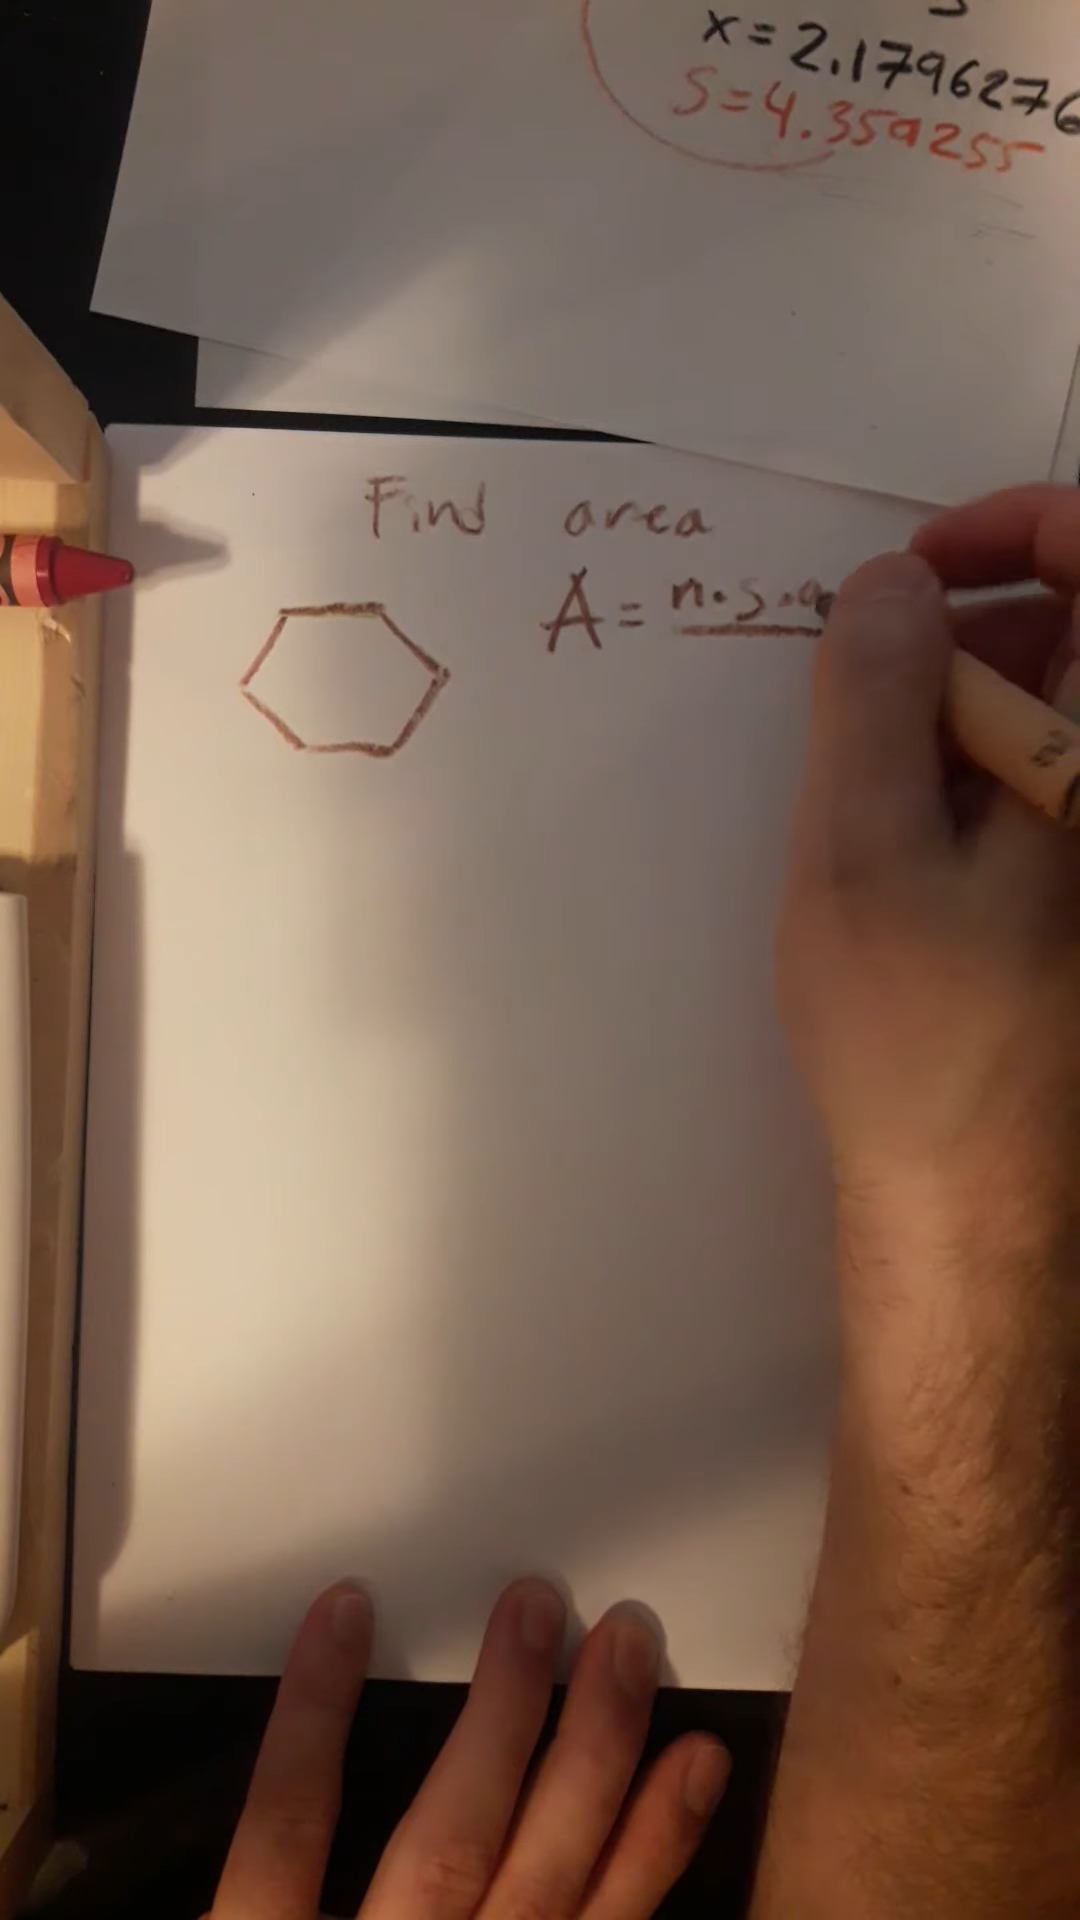 x=2.1796276
S=4.359255
Find area
A = n.s.a